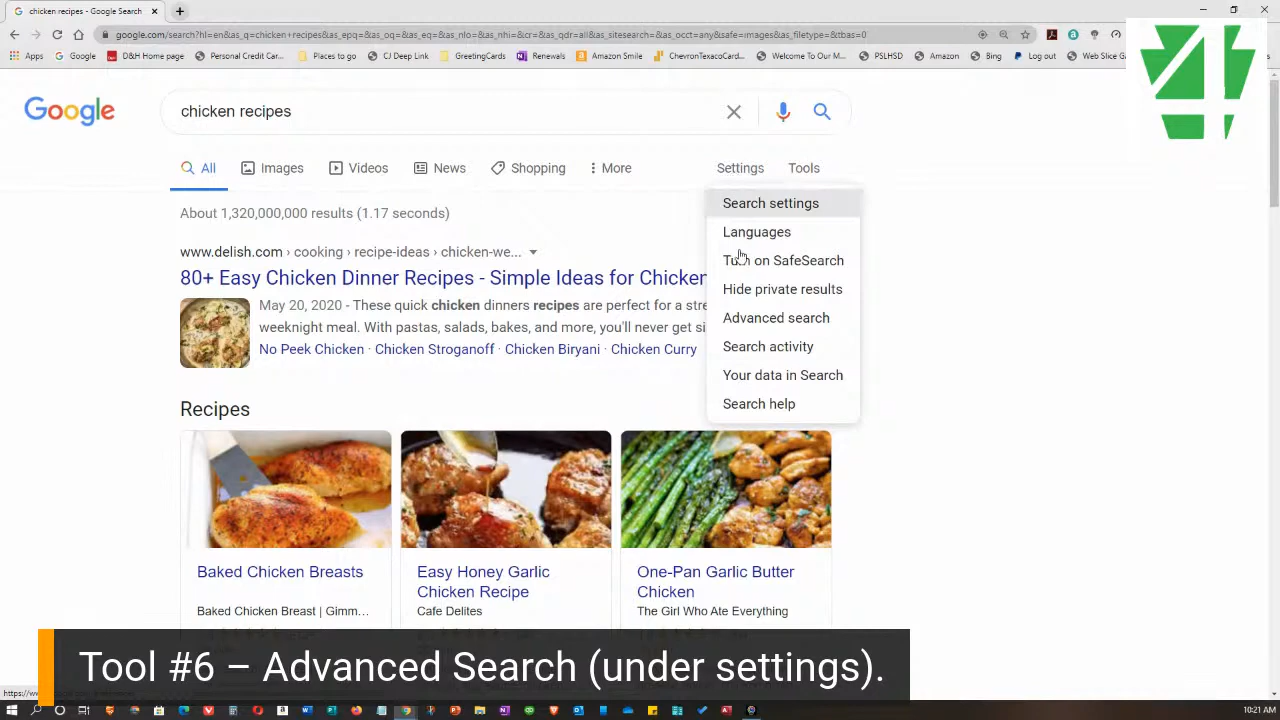 chicken recipes - Google Search
google.com/search?hl=en&as_q=chicken+recipes&as_epq=&as_oq=&as_eq=&as_nlo=&as_nhi=&lr=&cr=&as_qdr=all&as_sitesearch=&as_occt=any&safe=images&as_filetype=&tbs=0
Apps Google D&H Home page CJ Deep Link GreetingCards Renewals Amazon Smile ChevronTexacoCard... Welcome To Our M... PSLHSD Amazon Bing Log out CJ Wed
Google
chicken recipes
All Images Videos News Shopping More Settings Tools
About 1,320,000,000 results (1.17 seconds)
www.delish.com › cooking › recipe-ideas › chicken-we...
80+ Easy Chicken Dinner Recipes - Simple Ideas for Chicken
May 20, 2020 - These quick chicken dinners recipes are perfect for a stre
weeknight meal. With pastas, salads, bakes, and more, you'll never get si
No Peek Chicken · Chicken Stroganoff · Chicken Biryani · Chicken Curry
Search settings
Languages
Turn on SafeSearch
Hide private results
Advanced search
Search activity
Your data in Search
Search help
Recipes
Baked Chicken Breasts
Baked Chicken Breast | Gimm...
Easy Honey Garlic
Chicken Recipe
Cafe Delites
One-Pan Garlic Butter
Chicken
The Girl Who Ate Everything
Tool #6 – Advanced Search (under settings).
10:21 AM
4